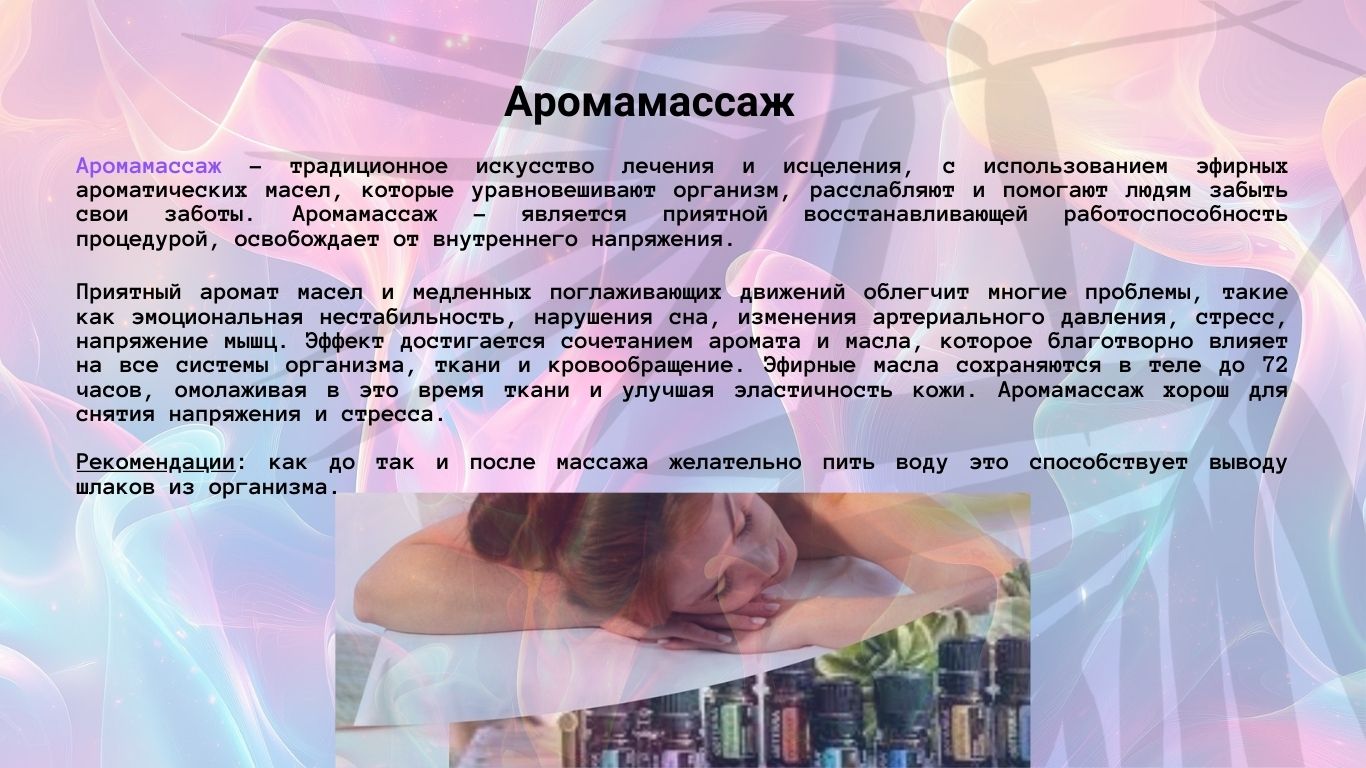 Аромамассаж
Аромамассаж – традиционное искусство лечения и исцеления, с использованием эфирных
ароматических масел, которые уравновешивают организм, расслабляют и помогают людям забыть
свои заботы. Аромамассаж – является приятной восстанавливающей работоспособность
процедурой, освобождает от внутреннего напряжения.
Приятный аромат масел и медленных поглаживающих движений облегчит многие проблемы, такие
как эмоциональная нестабильность, нарушения сна, изменения артериального давления, стресс,
напряжение мышц. Эффект достигается сочетанием аромата и масла, которое благотворно влияет
на все системы организма, ткани и кровообращение. Эфирные масла сохраняются в теле до 72
часов, омолаживая в это время ткани и улучшая эластичность кожи. Аромамассаж хорош для
снятия напряжения и стресса.
Рекомендации: как до так и после массажа желательно пить воду это способствует выводу
шлаков из организма.